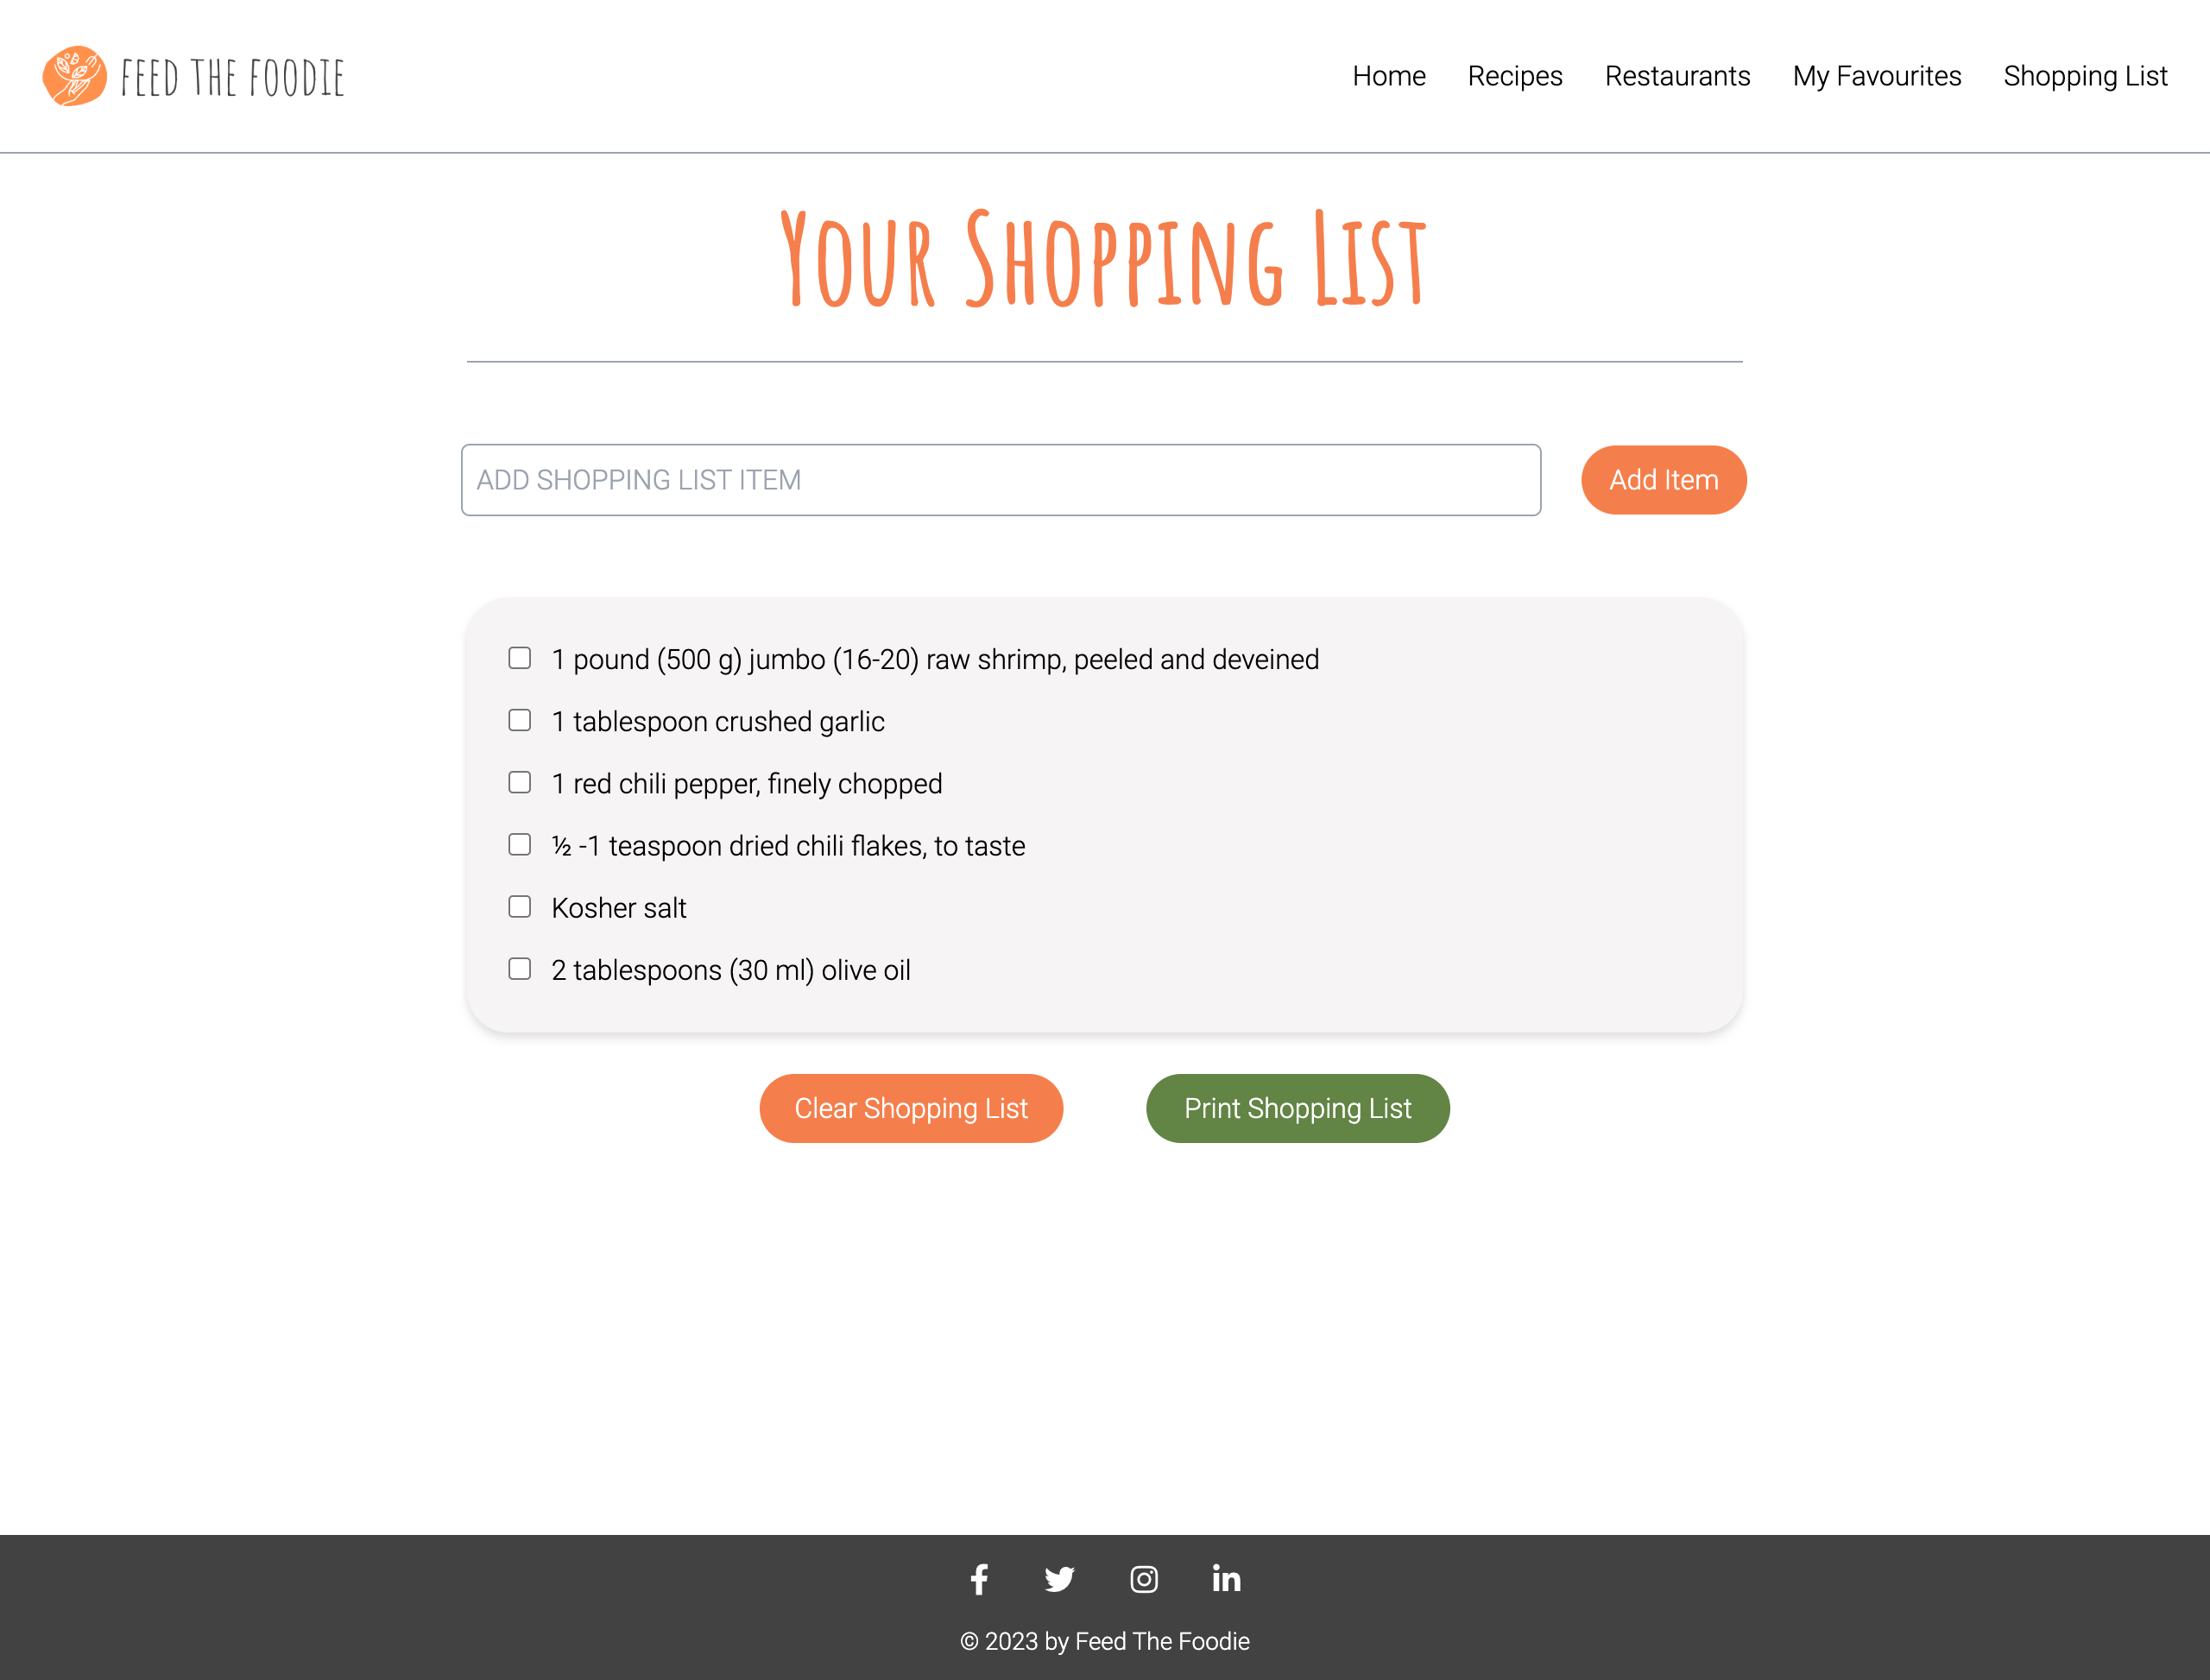 FEED THE FOODIE
Home Recipes Restaurants My Favourites Shopping List
YOUR SHOPPING LIST
ADD SHOPPING LIST ITEM Add Item
1 pound (500 g) jumbo (16-20) raw shrimp, peeled and deveined
1 tablespoon crushed garlic
1 red chili pepper, finely chopped
½ -1 teaspoon dried chili flakes, to taste
Kosher salt
2 tablespoons (30 ml) olive oil
Clear Shopping List Print Shopping List
© 2023 by Feed The Foodie